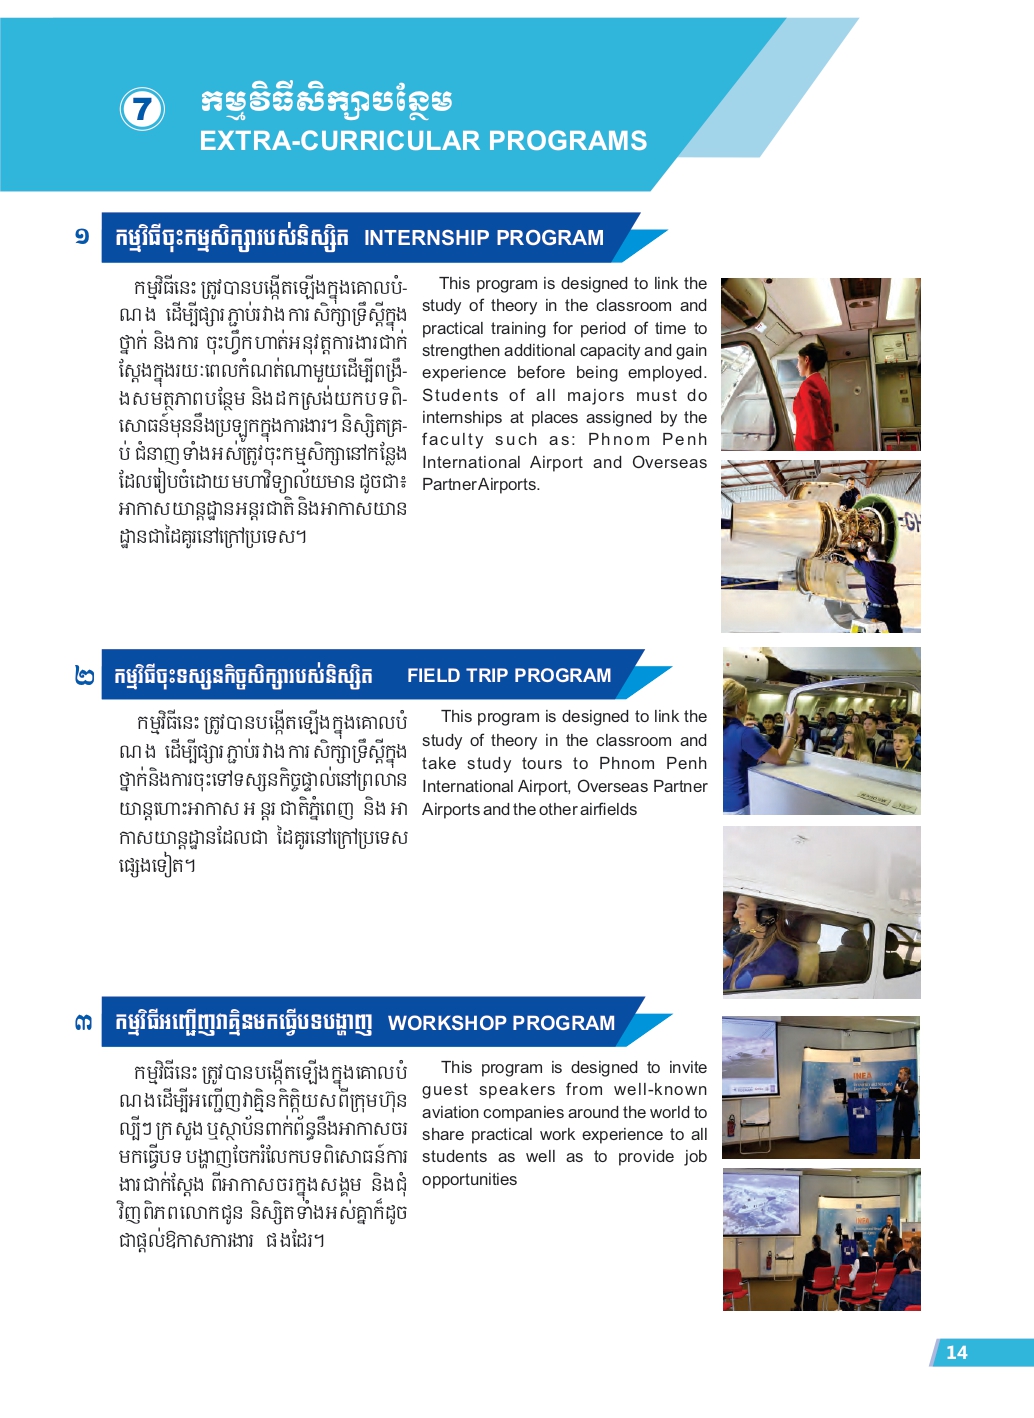 7
កម្មវិធីសិក្សាបន្ថែម
EXTRA-CURRICULAR PROGRAMS
១ កម្មវិធីចុះកម្មសិក្សារបស់និស្សិត INTERNSHIP PROGRAM
កម្មវិធីនេះ ត្រូវបានបង្កើតឡើងក្នុងគោលបំ-
ណង ដើម្បីផ្សារភ្ជាប់រវាងការ សិក្សាទ្រឹស្តីក្នុង
ថ្នាក់ និងការ ចុះហ្វឹកហាត់អនុវត្តការងារជាក់
ស្តែងក្នុងរយៈពេលកំណត់ណាមួយដើម្បីពង្រឹ-
ងសមត្ថភាពបន្ថែម និងដកស្រង់យកបទពិ-
សោធន៍មុននឹងប្រឡូកក្នុងការងារ។ និស្សិតគ្រ-
ប់ ជំនាញទាំងអស់ត្រូវចុះកម្មសិក្សានៅកន្លែង
ដែលរៀបចំដោយមហាវិទ្យាល័យមាន ដូចជា៖
អាកាសយាន្តដ្ឋានអន្តរជាតិ និងអាកាសយាន
ដ្ឋានជាដៃគូរនៅក្រៅប្រទេស។
This program is designed to link the
study of theory in the classroom and
practical training for period of time to
strengthen additional capacity and gain
experience before being employed.
Students of all majors must do
internships at places assigned by the
faculty such as: Phnom Penh
International Airport and Overseas
Partner Airports.
-GH
២ កម្មវិធីចុះទស្សនកិច្ចសិក្សារបស់និស្សិត FIELD TRIP PROGRAM
កម្មវិធីនេះ ត្រូវបានបង្កើតឡើងក្នុងគោលបំ
ណង ដើម្បីផ្សារភ្ជាប់រវាងការ សិក្សាទ្រឹស្តីក្នុង
ថ្នាក់និងការចុះទៅទស្សនកិច្ចផ្ទាល់នៅព្រលាន
យាន្តហោះអាកាស អន្តរ ជាតិភ្នំពេញ និង អា
កាសយាន្តដ្ឋានដែលជា ដៃគូរនៅក្រៅប្រទេស
ផ្សេងទៀត។
This program is designed to link the
study of theory in the classroom and
take study tours to Phnom Penh
International Airport, Overseas Partner
Airports and the other airfields
៣ កម្មវិធីអញ្ជើញវាគ្មិនមកធ្វើបទបង្ហាញ WORKSHOP PROGRAM
កម្មវិធីនេះ ត្រូវបានបង្កើតឡើងក្នុងគោលបំ
ណងដើម្បីអញ្ជើញវាគ្មិនកិត្តិយសពីក្រុមហ៊ុន
ល្បីៗ ក្រសួង ឬស្ថាប័នពាក់ព័ន្ធនឹងអាកាសចរ
មកធ្វើបទ បង្ហាញចែករំលែកបទពិសោធន៍ការ
ងារជាក់ស្តែង ពីអាកាសចរក្នុងសង្គម និងជុំ
វិញពិភពលោកជូន និស្សិតទាំងអស់គ្នាក៏ដូច
ជាផ្តល់ឱកាសការងារ ផងដែរ។
This program is designed to invite
guest speakers from well-known
aviation companies around the world to
share practical work experience to all
students as well as to provide job
opportunities
INEA
INEA
14